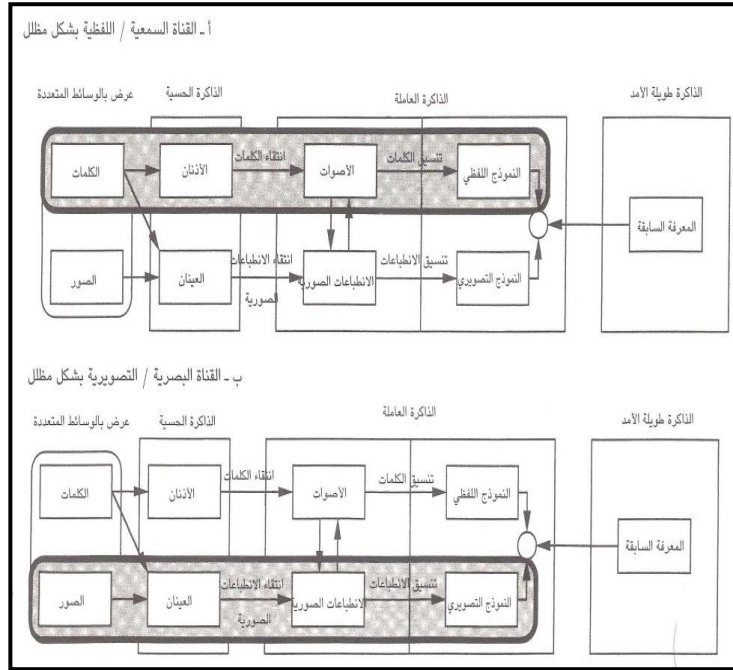 أ ـ القناة السمعية / اللفظية بشكل مظلل
عرض بالوسائط المتعددة
الذاكرة الحسية
الذاكرة العاملة
الذاكرة طويلة الأمد
الكلمات
الأذنان
انتقاء الكلمات
الأصوات
تنسيق الكلمات
النموذج اللفظي
المعرفة السابقة
الصور
العينان
انتقاء الانطباعات
الصورية
الانطباعات الصورية
تنسيق الانطباعات
النموذج التصويري
ب ـ القناة البصرية / التصويرية بشكل مظلل
عرض بالوسائط المتعددة
الذاكرة الحسية
الذاكرة العاملة
الذاكرة طويلة الأمد
الكلمات
الأذنان
انتقاء الكلمات
الأصوات
تنسيق الكلمات
النموذج اللفظي
المعرفة السابقة
الصور
العينان
انتقاء الانطباعات
الصورية
الانطباعات الصورية
تنسيق الانطباعات
النموذج التصويري